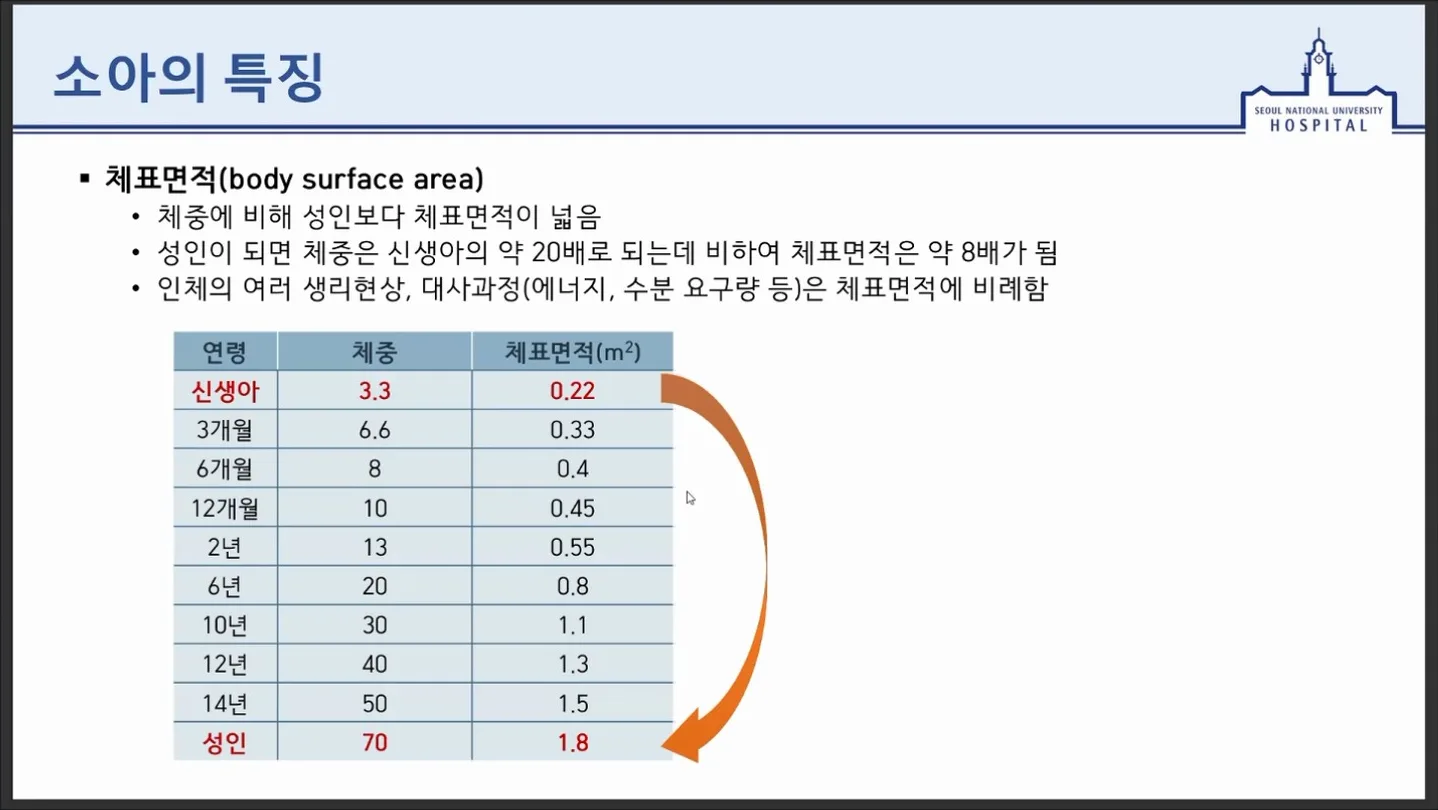 소아의 특징
SEOUL NATIONAL UNIVERSITY
HOSPITAL
▪ 체표면적(body surface area)
• 체중에 비해 성인보다 체표면적이 넓음
• 성인이 되면 체중은 신생아의 약 20배로 되는데 비하여 체표면적은 약 8배가 됨
• 인체의 여러 생리현상, 대사과정(에너지, 수분 요구량 등)은 체표면적에 비례함
연령 체중 체표면적(m²)
신생아 3.3 0.22
3개월 6.6 0.33
6개월 8 0.4
12개월 10 0.45
2년 13 0.55
6년 20 0.8
10년 30 1.1
12년 40 1.3
14년 50 1.5
성인 70 1.8